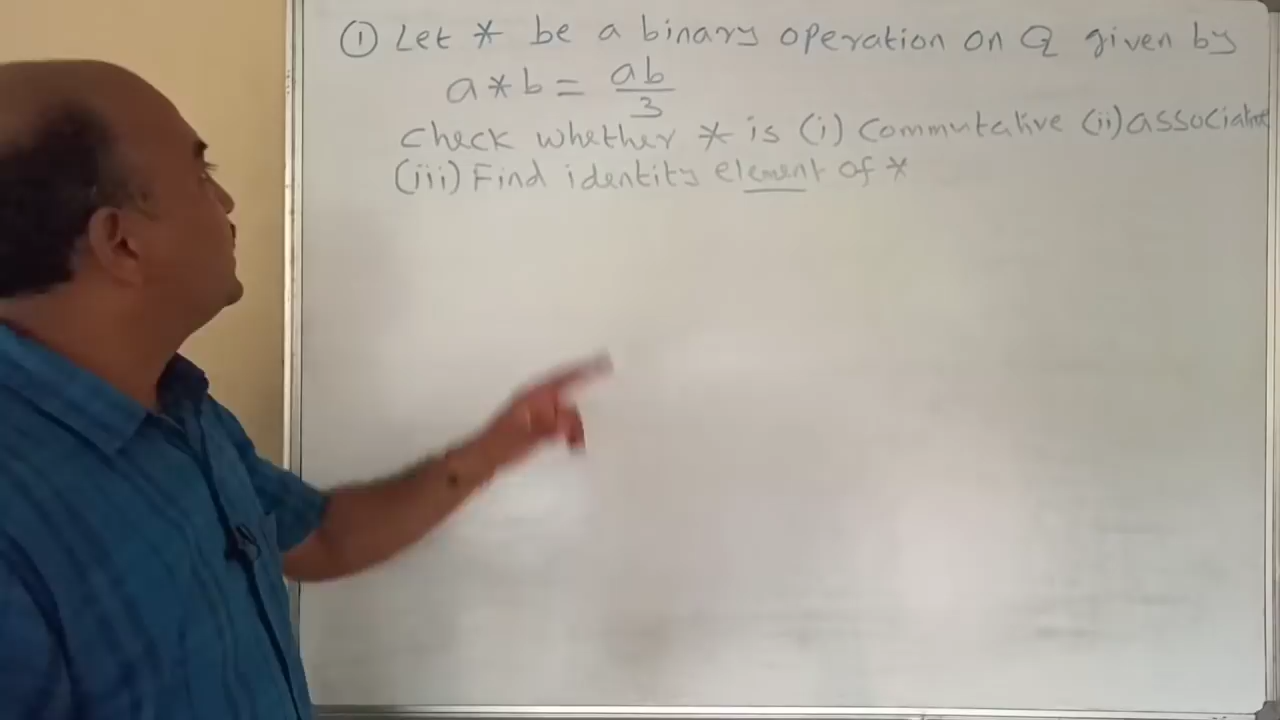 ① Let * be a binary operation on Q given by
a * b = ab/3
Check whether * is (i) Commutative (ii) associative
(iii) Find identity element of *